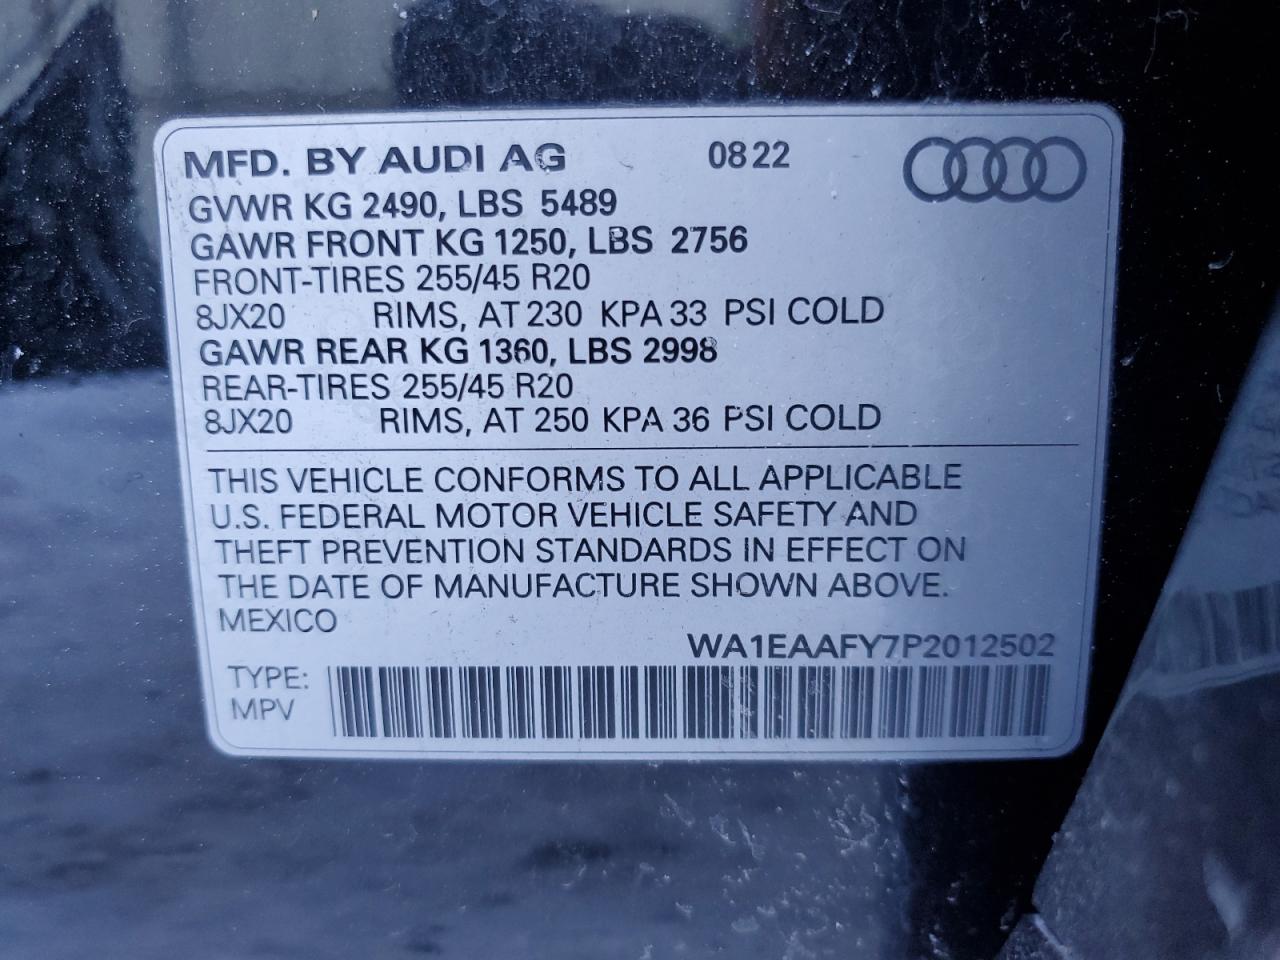 MFD. BY AUDI AG 0822
GVWR KG 2490, LBS 5489
GAWR FRONT KG 1250, LBS 2756
FRONT-TIRES 255/45 R20
8JX20 RIMS, AT 230 KPA 33 PSI COLD
GAWR REAR KG 1360, LBS 2998
REAR-TIRES 255/45 R20
8JX20 RIMS, AT 250 KPA 36 PSI COLD
THIS VEHICLE CONFORMS TO ALL APPLICABLE
U.S. FEDERAL MOTOR VEHICLE SAFETY AND
THEFT PREVENTION STANDARDS IN EFFECT ON
THE DATE OF MANUFACTURE SHOWN ABOVE.
MEXICO
WA1EAAFY7P2012502
TYPE:
MPV